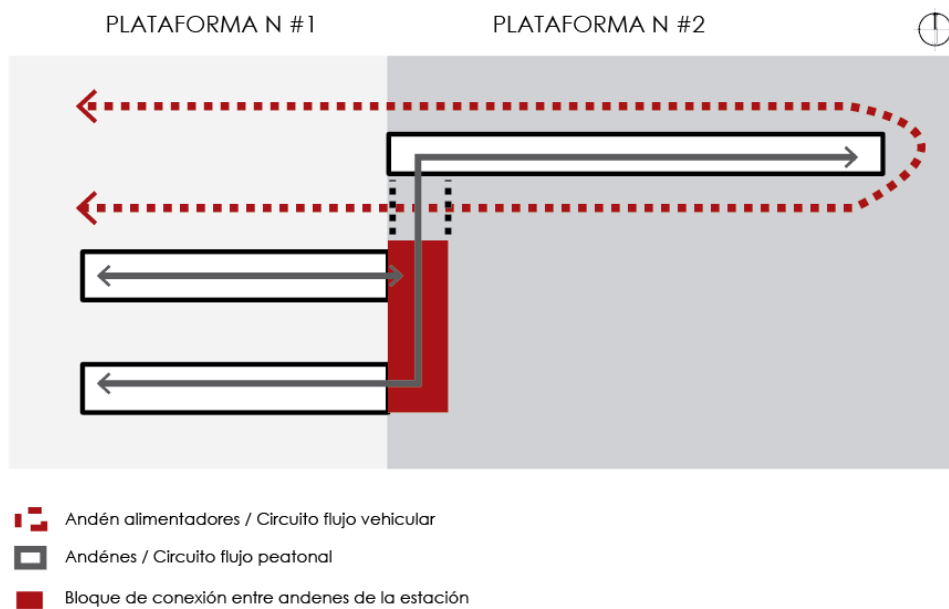 PLATAFORMA N #1
PLATAFORMA N #2
Andén alimentadores / Circuito flujo vehicular
Andénes / Circuito flujo peatonal
Bloque de conexión entre andenes de la estación